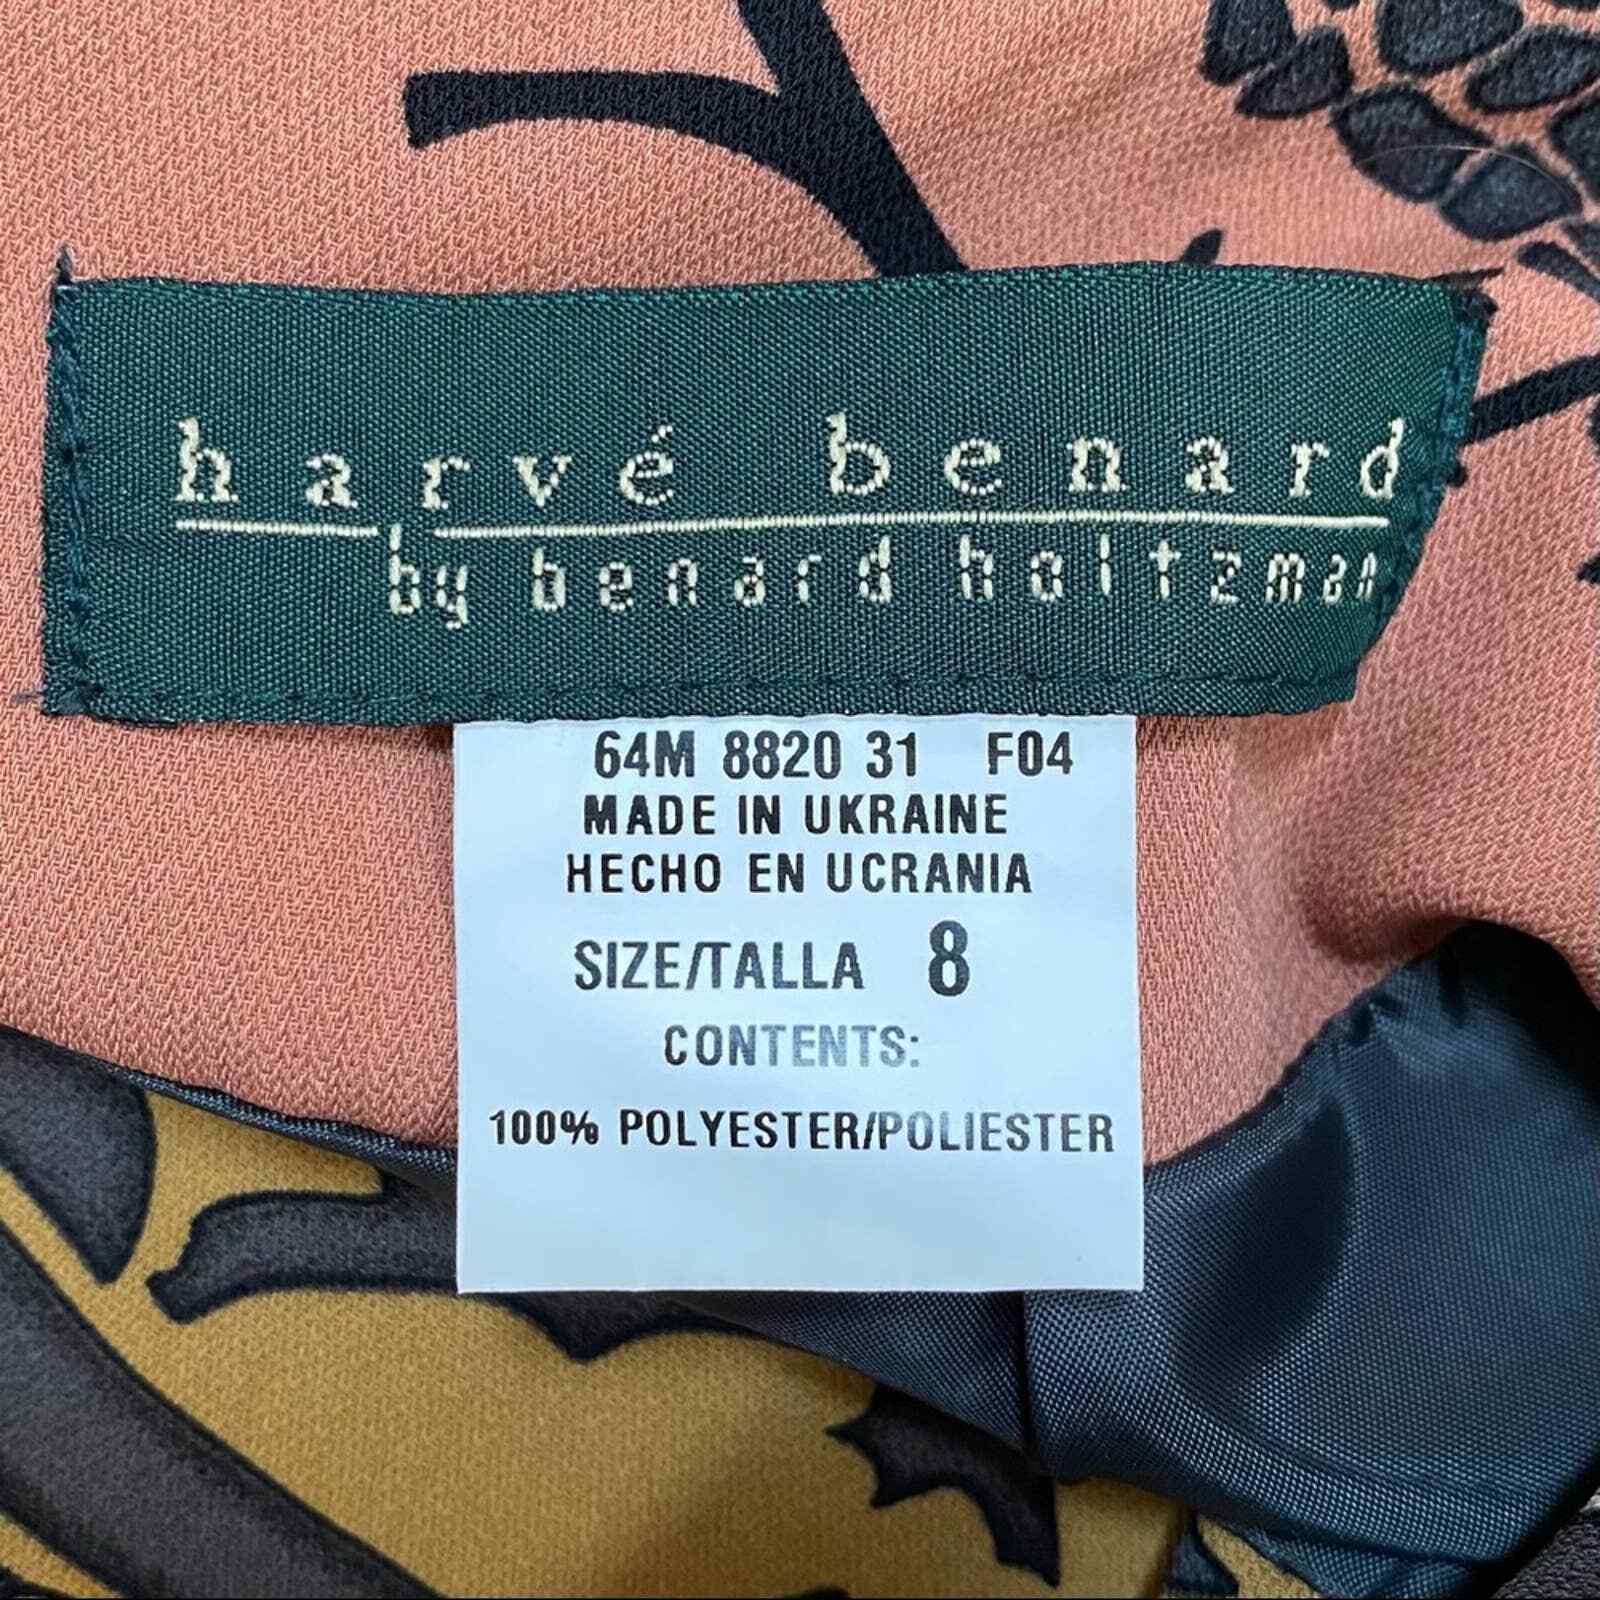 harvé benard
by benard holtzman
64M 8820 31 F04
MADE IN UKRAINE
HECHO EN UCRANIA
SIZE/TALLA 8
CONTENTS:
100% POLYESTER/POLIESTER